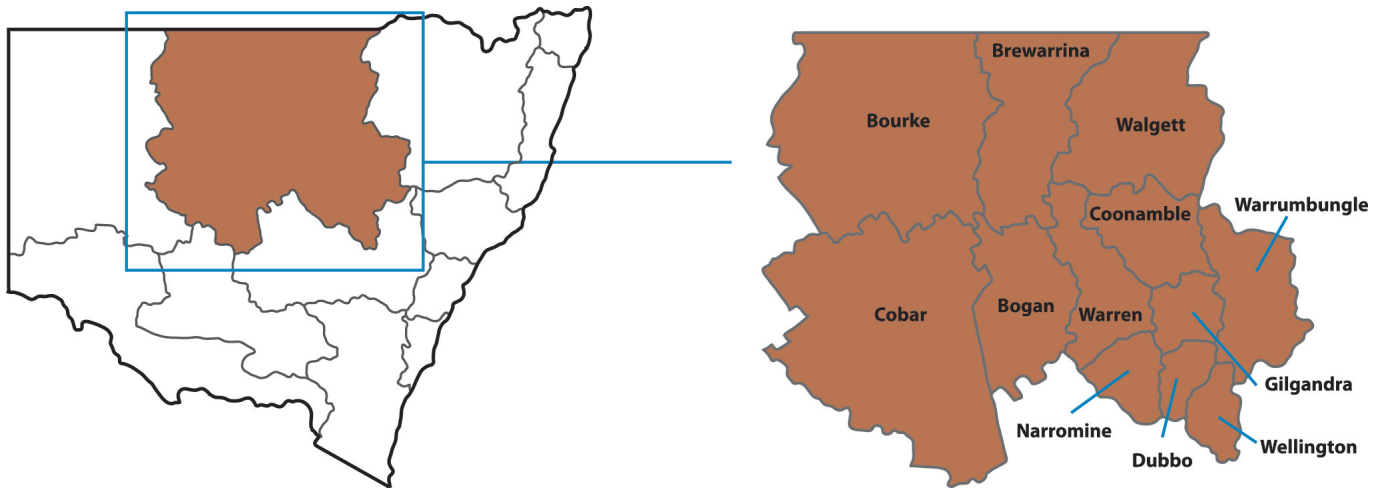 Brewarrina
Bourke
Walgett
Warrumbungle
Coonamble
Cobar
Bogan
Warren
Gilgandra
Narromine
Wellington
Dubbo